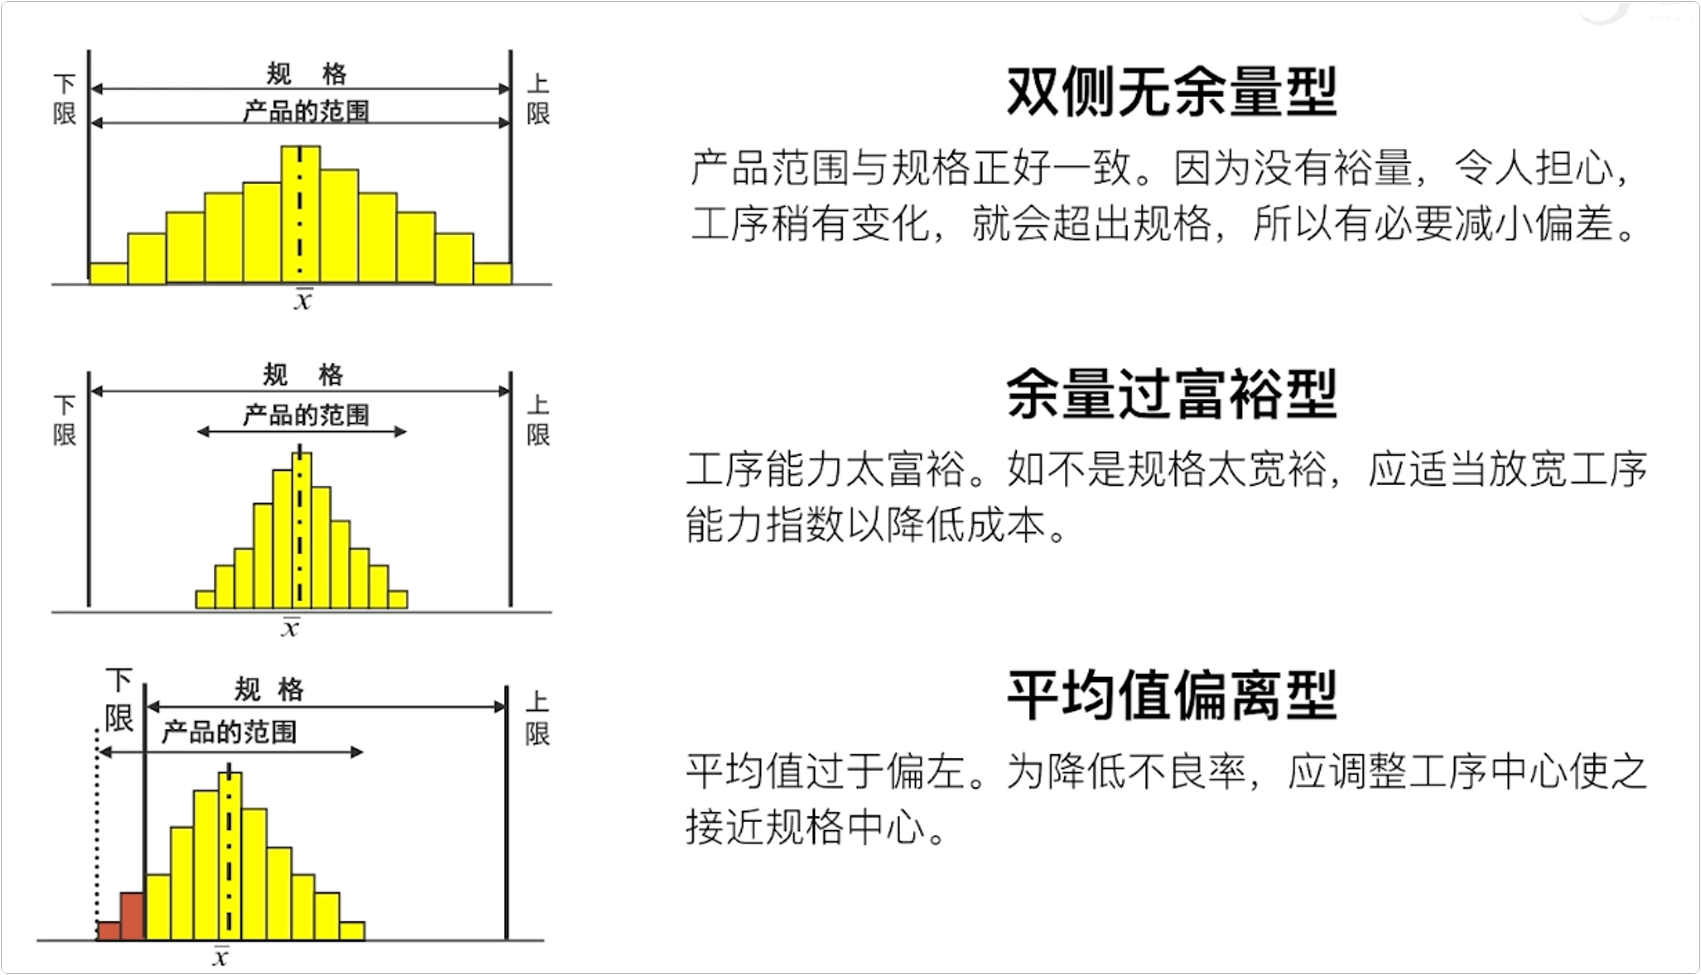 下限
规 格
产品的范围
上限
x̄
双侧无余量型
产品范围与规格正好一致。因为没有裕量，令人担心，
工序稍有变化，就会超出规格，所以有必要减小偏差。
下限
规 格
产品的范围
上限
x̄
余量过富裕型
工序能力太富裕。如不是规格太宽裕，应适当放宽工序
能力指数以降低成本。
下限
规 格
产品的范围
上限
x̄
平均值偏离型
平均值过于偏左。为降低不良率，应调整工序中心使之
接近规格中心。